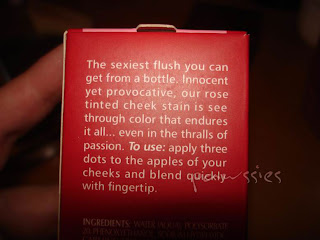 The sexiest flush you can
get from a bottle. Innocent
yet provocative, our rose
tinted cheek stain is see
through color that endures
it all... even in the thralls of
passion. To use: apply three
dots to the apples of your
cheeks and blend quickly
with fingertip.
INGREDIENTS: